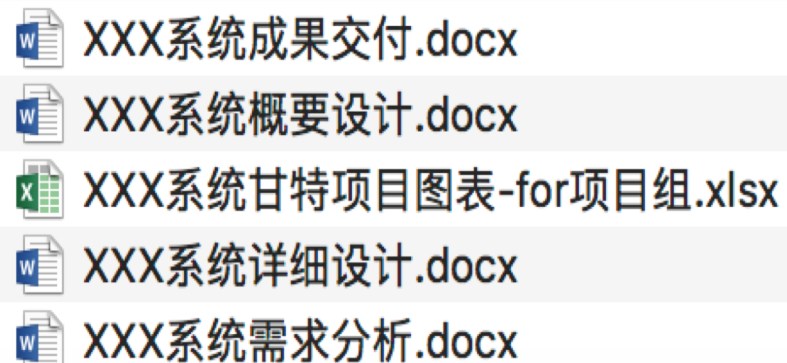 XXX系统成果交付.docx
XXX系统概要设计.docx
XXX系统甘特项目图表-for项目组.xlsx
XXX系统详细设计.docx
XXX系统需求分析.docx